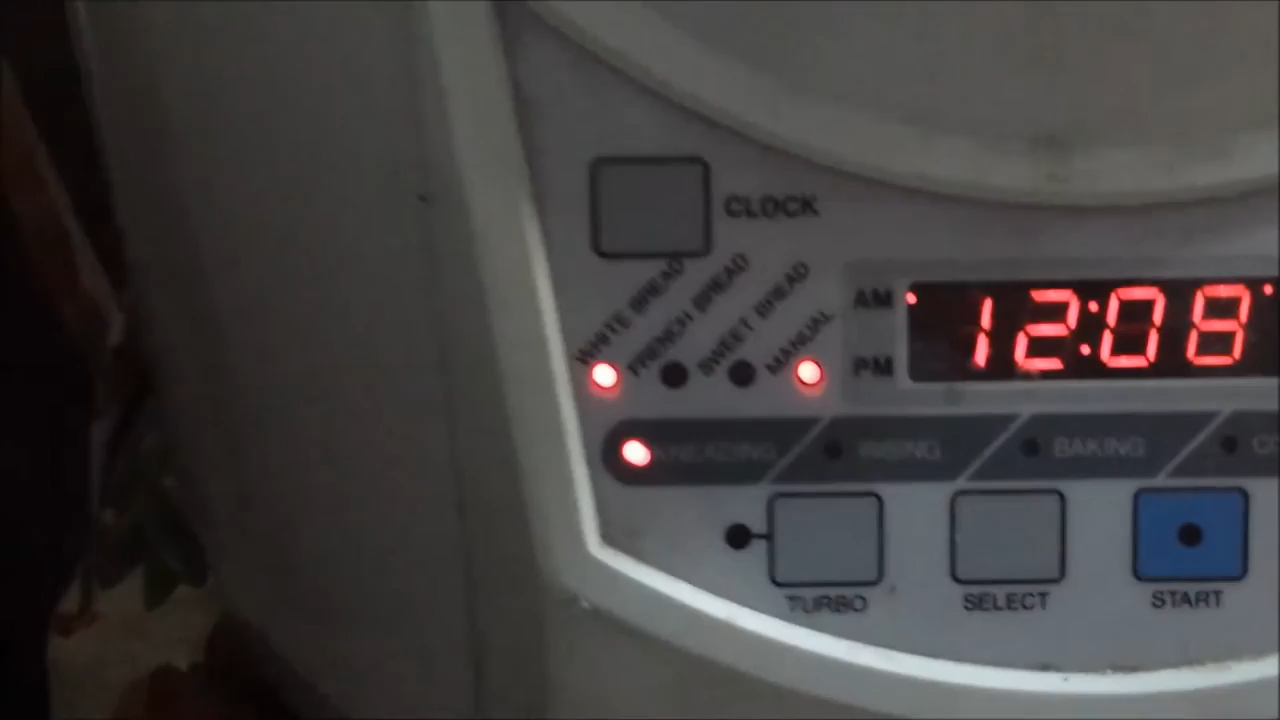 CLOCK
WHITE BREAD
FRENCH BREAD
SWEET BREAD
MANUAL
AM
PM
12:08
KNEADING
RISING
BAKING
TURBO
SELECT
START